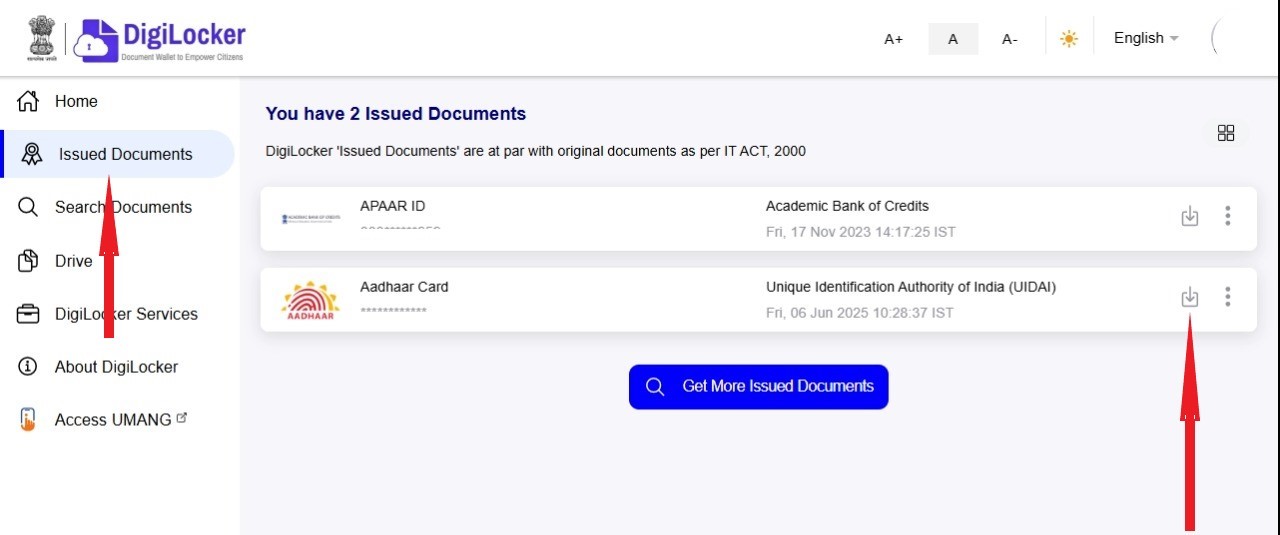 DigiLocker
Document Wallet to Empower Citizens
A+
A
A-
English
Home
Issued Documents
Search Documents
Drive
DigiLocker Services
About DigiLocker
Access UMANG
You have 2 Issued Documents
DigiLocker 'Issued Documents' are at par with original documents as per IT ACT, 2000
ACADEMIC BANK OF CREDITS
APAAR ID
Academic Bank of Credits
Fri, 17 Nov 2023 14:17:25 IST
AADHAAR
Aadhaar Card
************
Unique Identification Authority of India (UIDAI)
Fri, 06 Jun 2025 10:28:37 IST
Get More Issued Documents